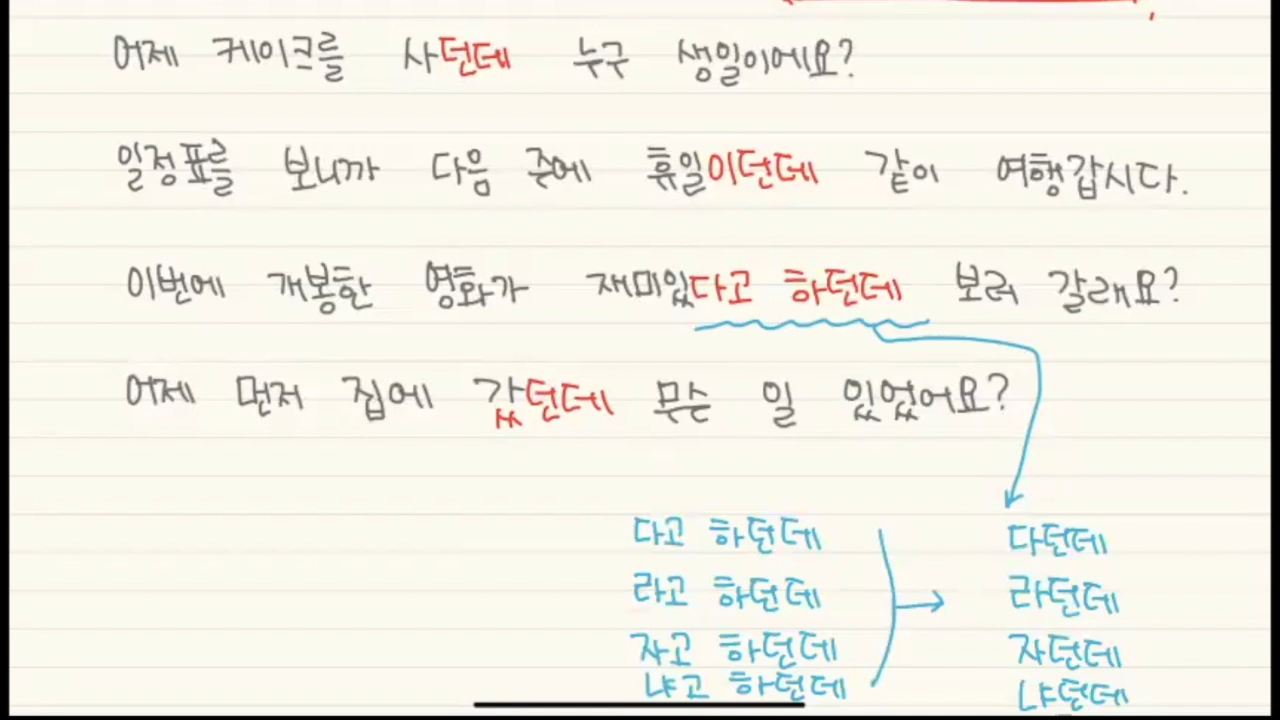 어제 케이크를 사던데 누구 생일이에요?
일정표를 보니까 다음 주에 휴일이던데 같이 여행갑시다.
이번에 개봉한 영화가 재미있다고 하던데 보러 갈래요?
어제 먼저 집에 갔던데 무슨 일 있었어요?
다고 하던데 다던데
라고 하던데 라던데
자고 하던데 자던데
냐고 하던데 냐던데